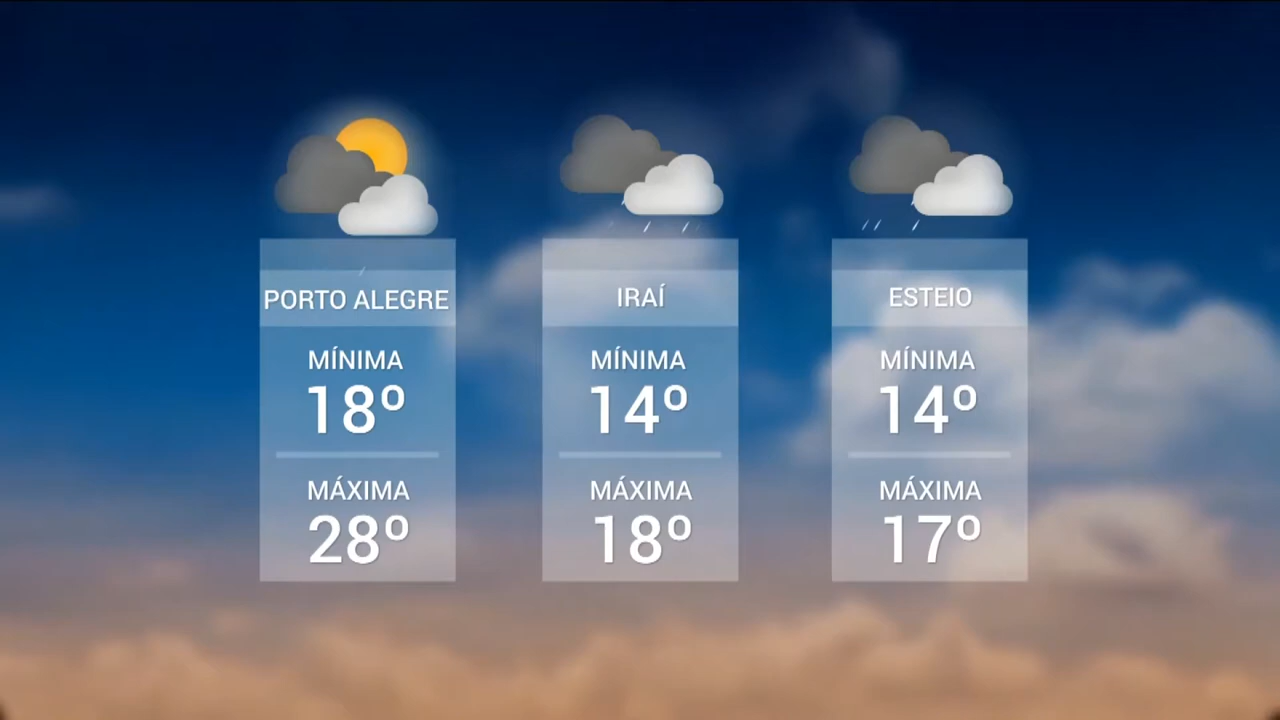 PORTO ALEGRE
MÍNIMA
18º
MÁXIMA
28º
IRAÍ
MÍNIMA
14º
MÁXIMA
18º
ESTEIO
MÍNIMA
14º
MÁXIMA
17º